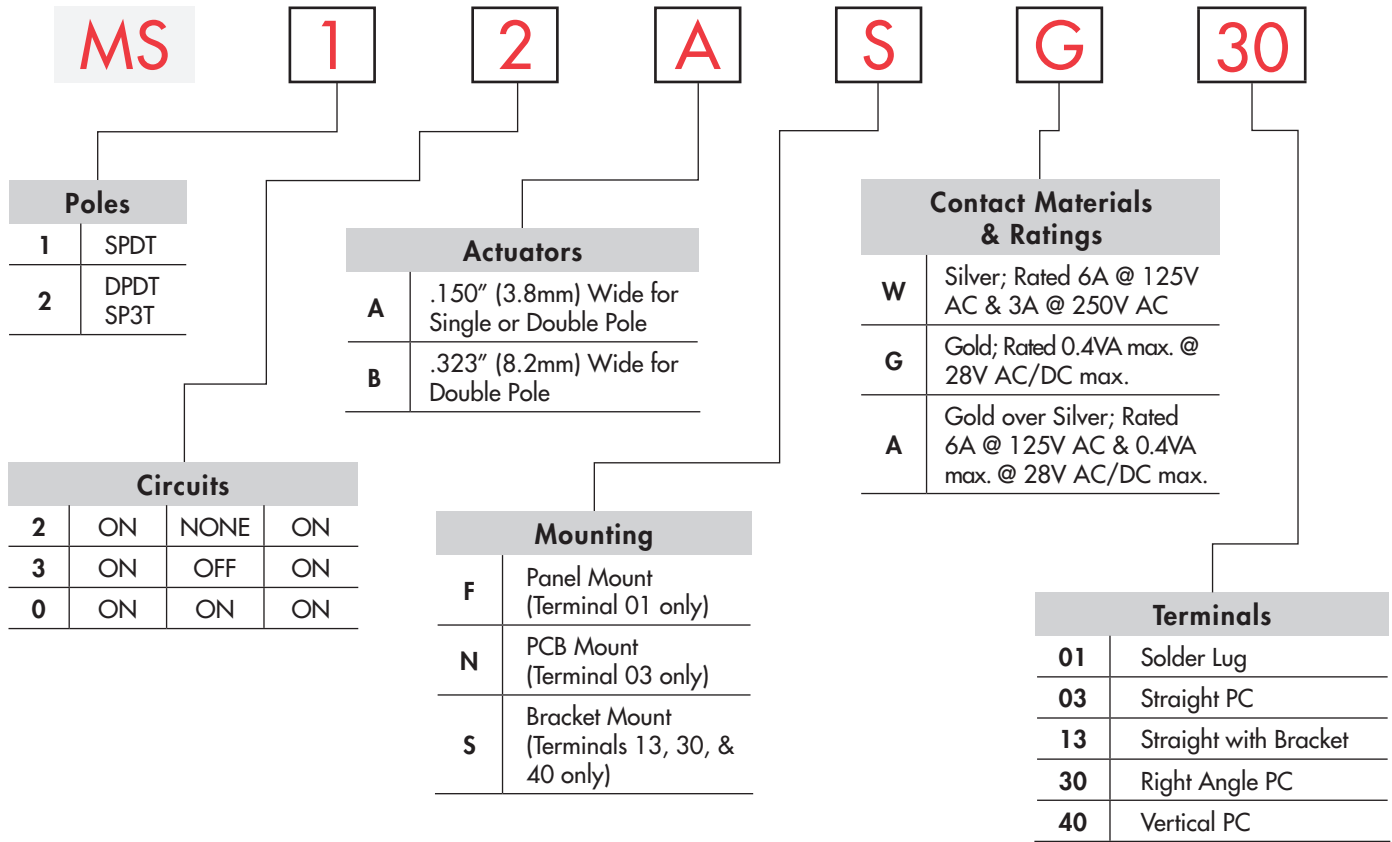 MS 1 2 A S G 30
Poles
1 SPDT
2 DPDT
SP3T
Circuits
2 ON NONE ON
3 ON OFF ON
0 ON ON ON
Actuators
A .150″ (3.8mm) Wide for
Single or Double Pole
B .323″ (8.2mm) Wide for
Double Pole
Mounting
F Panel Mount
(Terminal 01 only)
N PCB Mount
(Terminal 03 only)
S Bracket Mount
(Terminals 13, 30, &
40 only)
Contact Materials
& Ratings
W Silver; Rated 6A @ 125V
AC & 3A @ 250V AC
G Gold; Rated 0.4VA max. @
28V AC/DC max.
A Gold over Silver; Rated
6A @ 125V AC & 0.4VA
max. @ 28V AC/DC max.
Terminals
01 Solder Lug
03 Straight PC
13 Straight with Bracket
30 Right Angle PC
40 Vertical PC